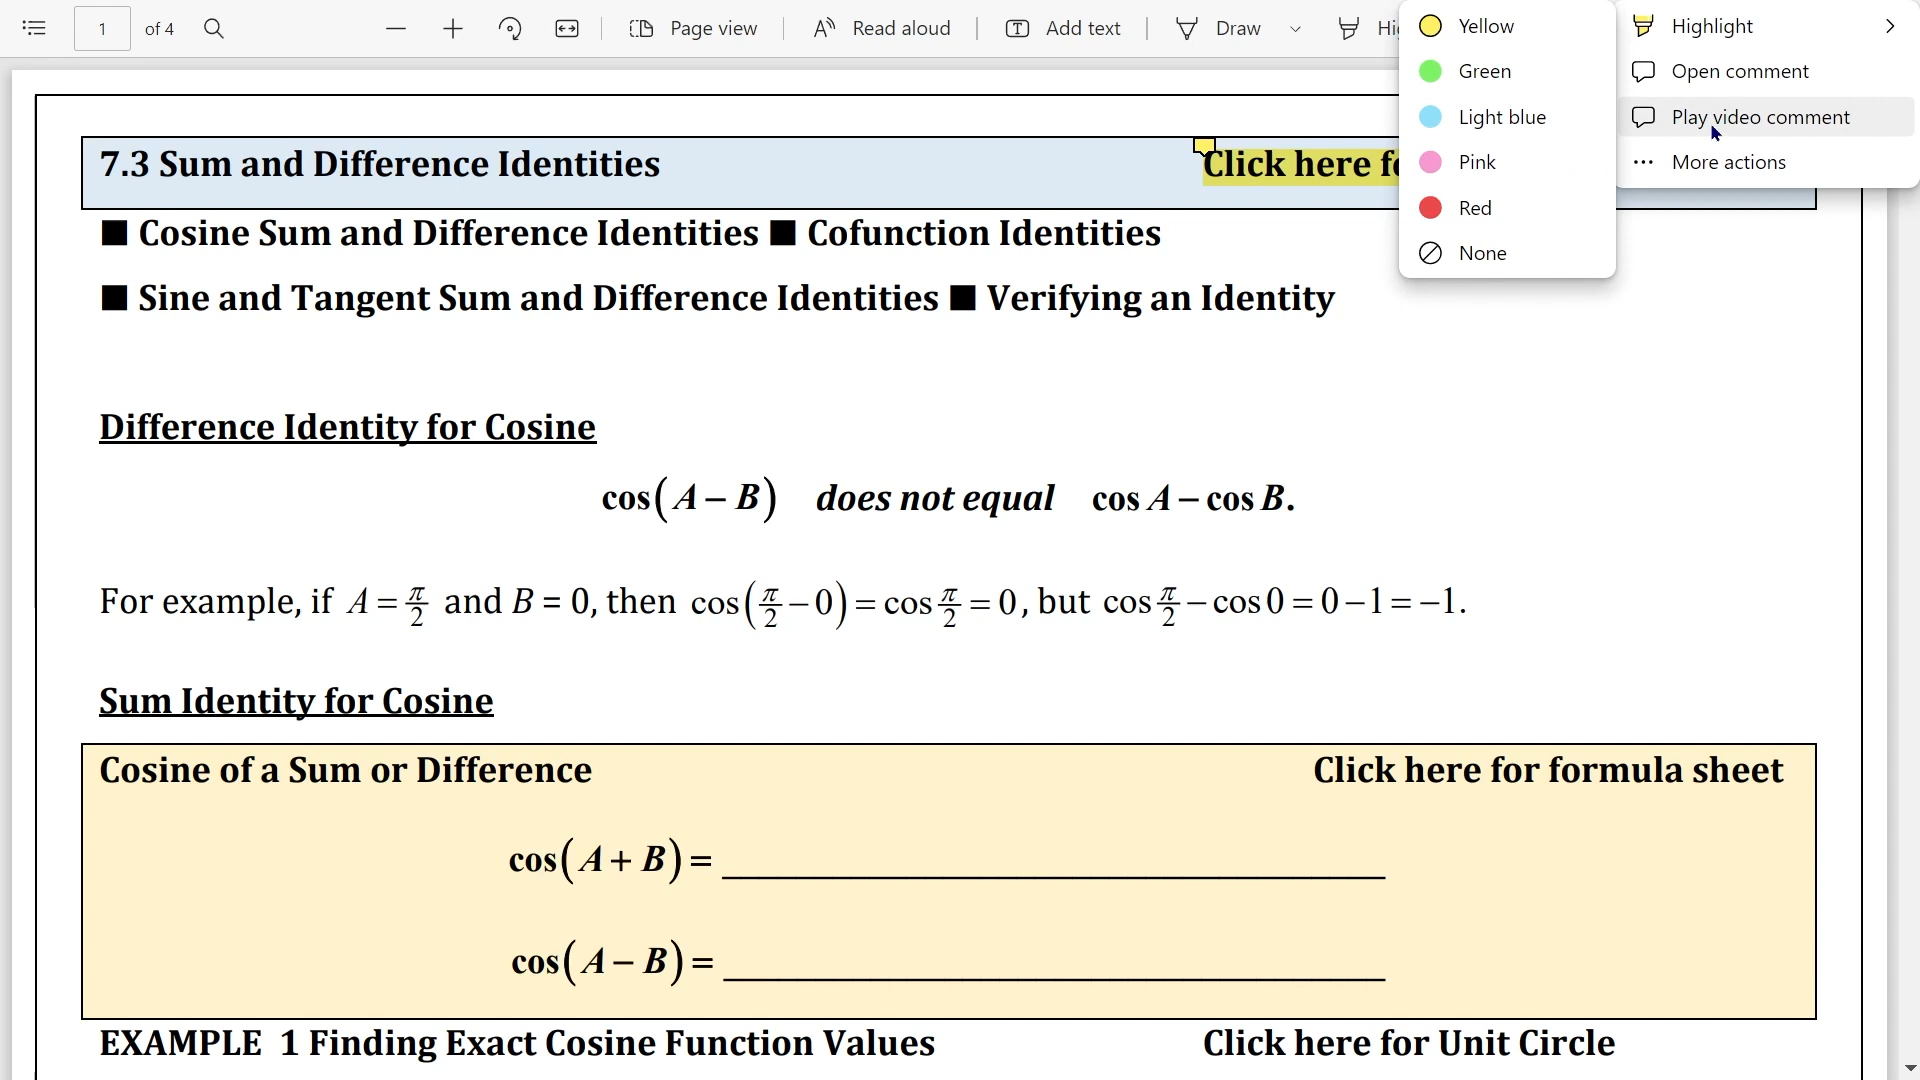 1 of 4 Page view Read aloud Add text Draw
Yellow
Green
Light blue
Pink
Red
None
Highlight
Open comment
Play video comment
More actions
7.3 Sum and Difference Identities Click here
■ Cosine Sum and Difference Identities ■ Cofunction Identities
■ Sine and Tangent Sum and Difference Identities ■ Verifying an Identity
Difference Identity for Cosine
cos(A − B) does not equal cos A − cos B.
For example, if A = π/2 and B = 0, then cos(π/2 − 0) = cos π/2 = 0, but cos π/2 − cos 0 = 0 − 1 = −1.
Sum Identity for Cosine
Cosine of a Sum or Difference Click here for formula sheet
cos(A + B) = ______________________________
cos(A − B) = ______________________________
EXAMPLE 1 Finding Exact Cosine Function Values Click here for Unit Circle